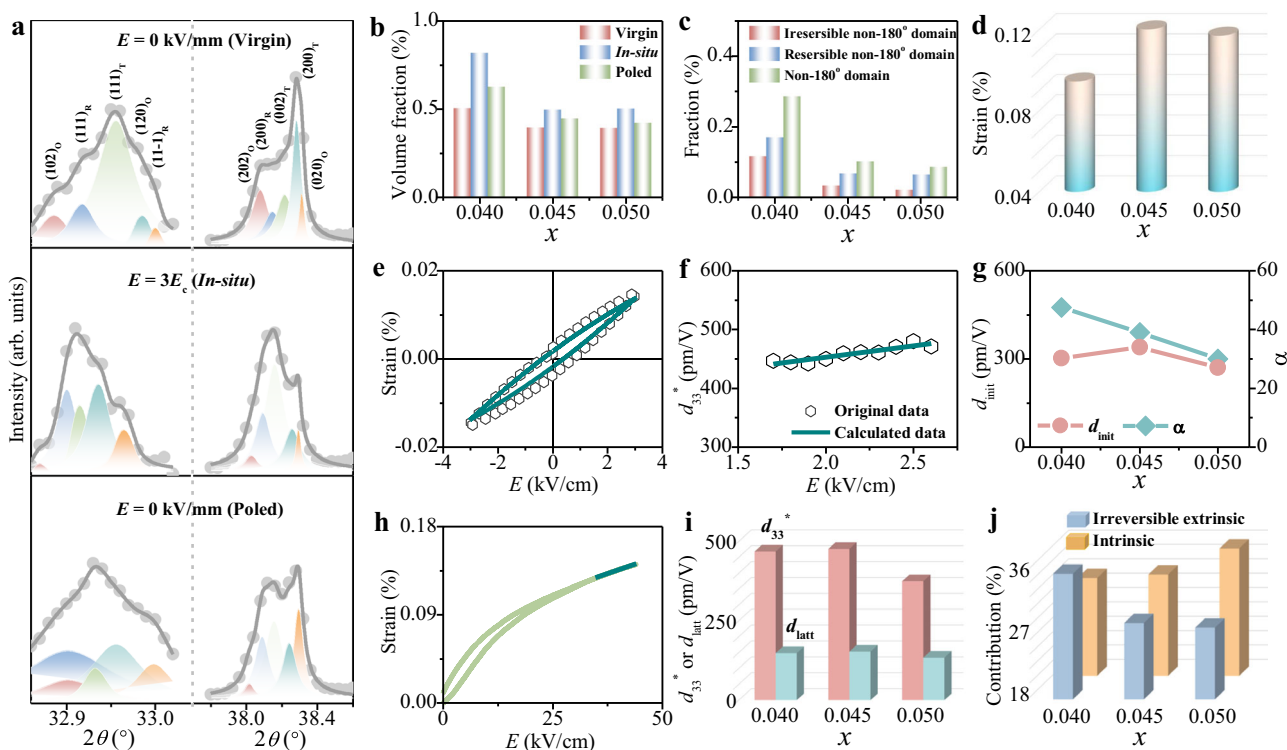 a
E = 0 kV/mm (Virgin)
(102)O
(111)R
(111)T
(120)O
(11-1)R
(202)O
(200)R
(002)T
(200)T
(020)O
E = 3Ec (In-situ)
E = 0 kV/mm (Poled)
Intensity (arb. units)
32.9 33.0 38.0 38.4
2θ (°) 2θ (°)
b
Virgin
In-situ
Poled
Volume fraction (%)
1.0
0.5
0.0
0.040 0.045 0.050
x
c
Iresersible non-180° domain
Resersible non-180° domain
Non-180° domain
Fraction (%)
0.4
0.2
0.0
0.040 0.045 0.050
x
d
Strain (%)
0.12
0.08
0.04
0.040 0.045 0.050
x
e
Strain (%)
0.02
0.00
-0.02
-4 -2 0 2 4
E (kV/cm)
f
d33* (pm/V)
600
500
400
300
Original data
Calculated data
1.5 2.0 2.5
E (kV/cm)
g
dinit (pm/V)
600
300
0
60
40
20
0
α
dinit α
0.040 0.045 0.050
x
h
Strain (%)
0.18
0.09
0.00
0 25 50
E (kV/cm)
i
d33* or dlatt (pm/V)
500
250
0
d33*
dlatt
0.040 0.045 0.050
x
j
Irreversible extrinsic
Intrinsic
Contribution (%)
36
27
18
0.040 0.045 0.050
x